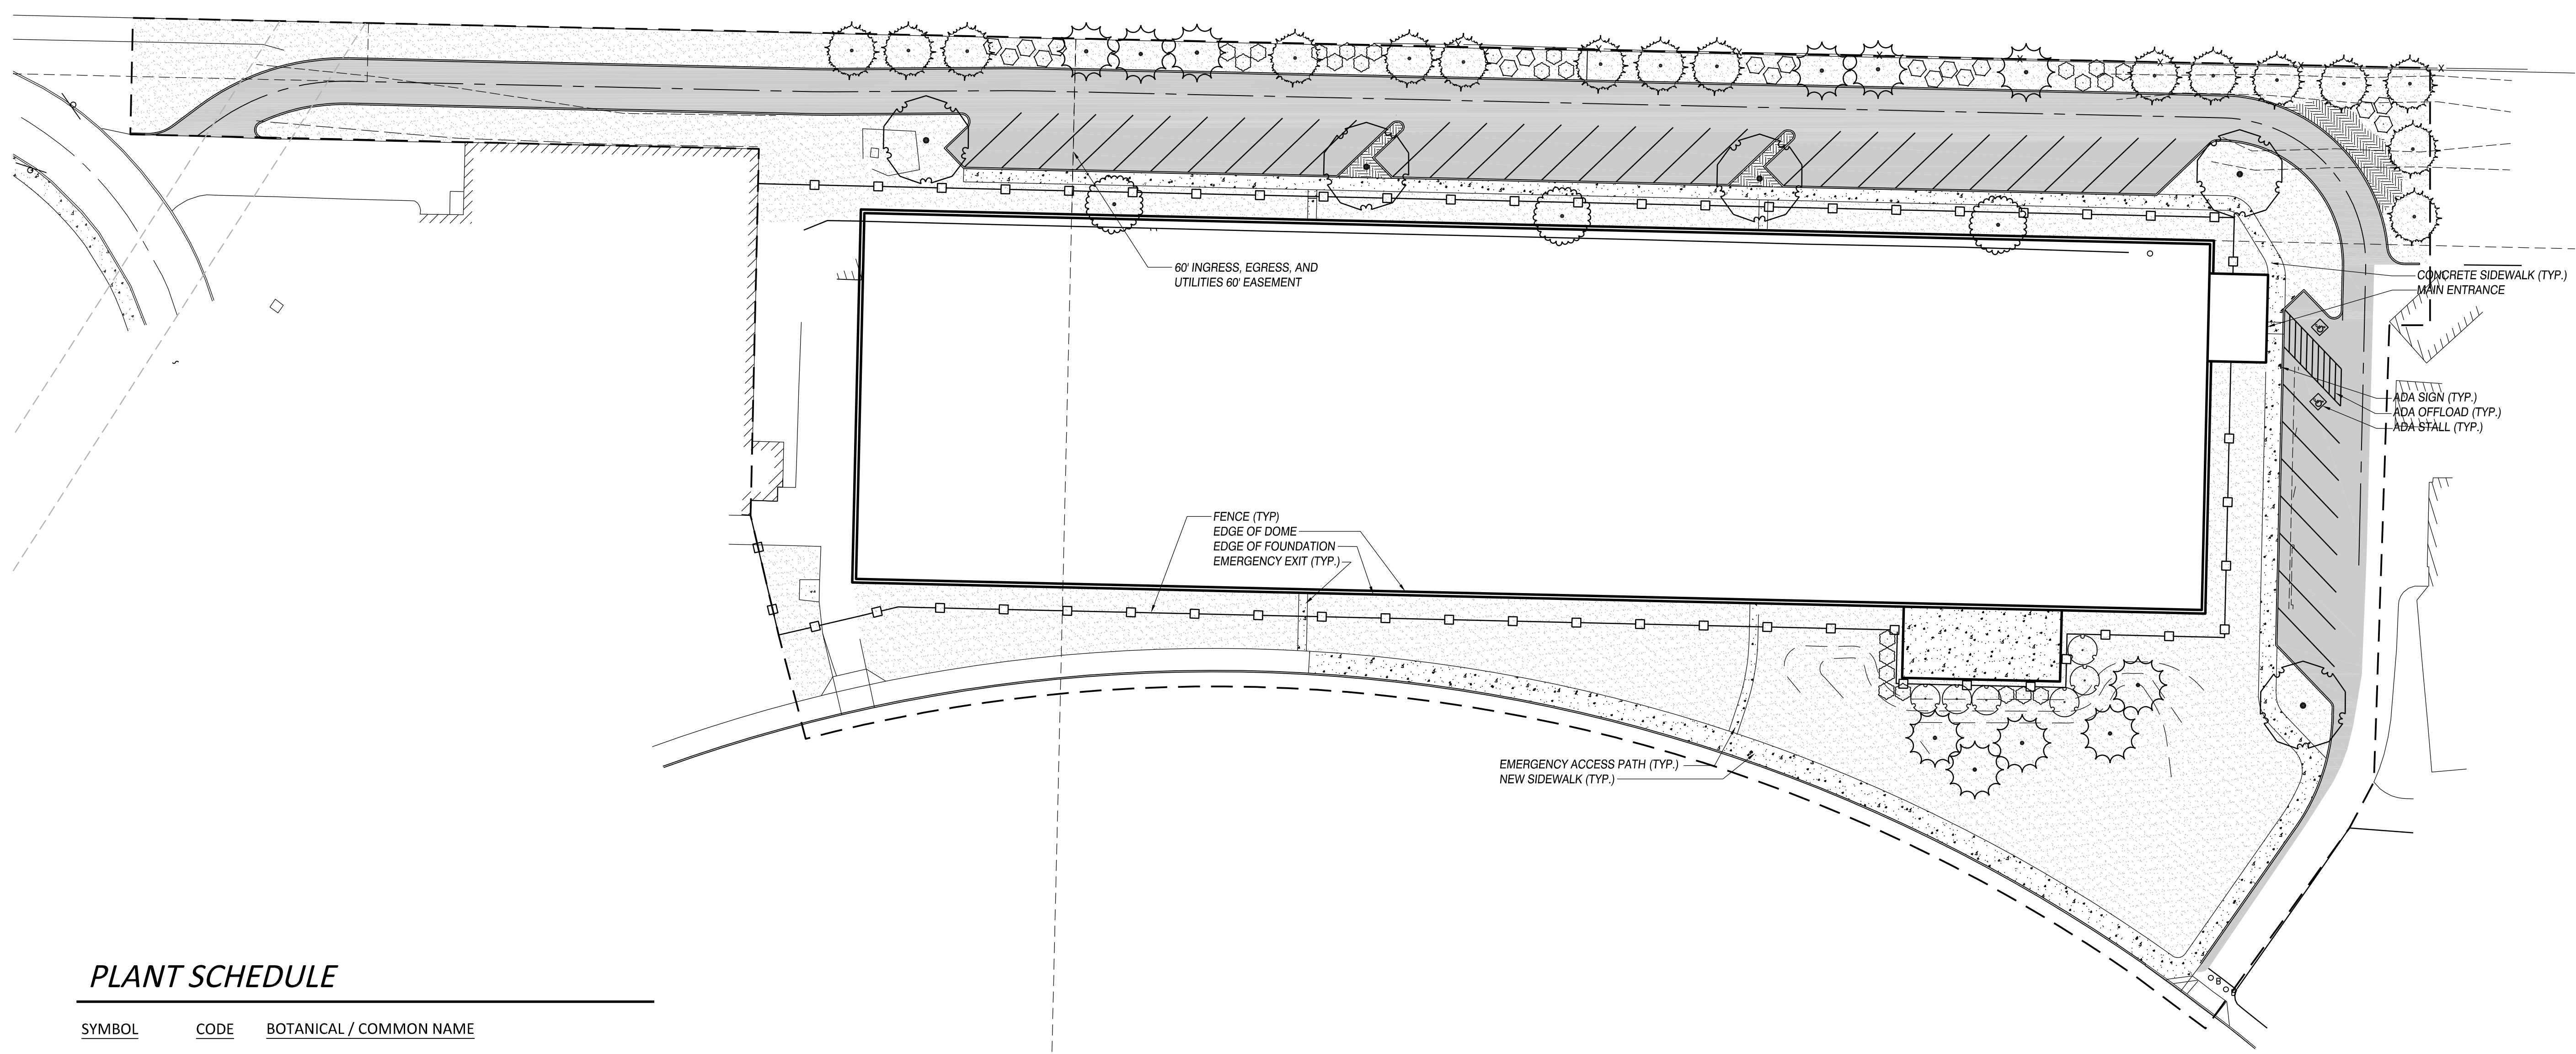 60' INGRESS, EGRESS, AND
UTILITIES 60' EASEMENT
CONCRETE SIDEWALK (TYP.)
MAIN ENTRANCE
ADA SIGN (TYP.)
ADA OFFLOAD (TYP.)
ADA STALL (TYP.)
FENCE (TYP)
EDGE OF DOME
EDGE OF FOUNDATION
EMERGENCY EXIT (TYP.)
EMERGENCY ACCESS PATH (TYP.)
NEW SIDEWALK (TYP.)
PLANT SCHEDULE
SYMBOL CODE BOTANICAL / COMMON NAME